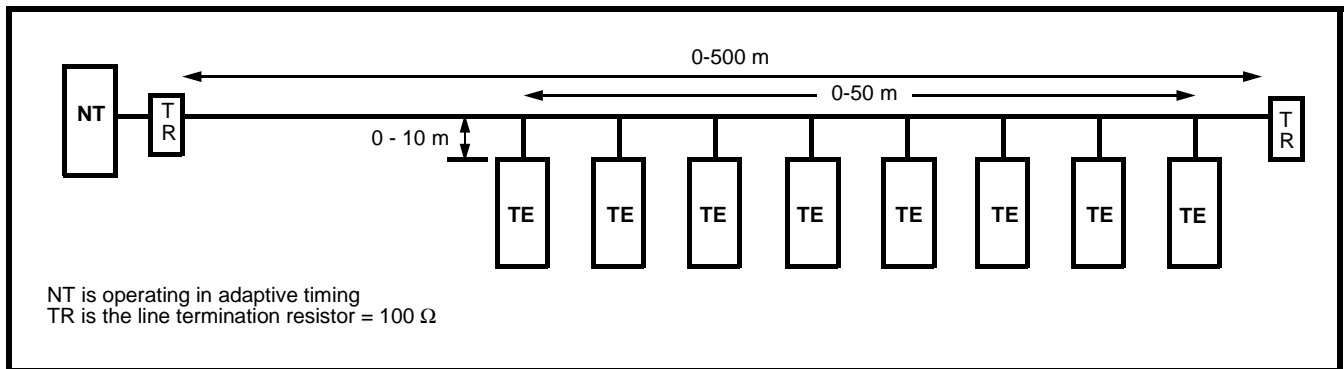 0-500 m
0-50 m
NT
T
R
T
R
0 - 10 m
TE
TE
TE
TE
TE
TE
TE
TE
NT is operating in adaptive timing
TR is the line termination resistor = 100 Ω